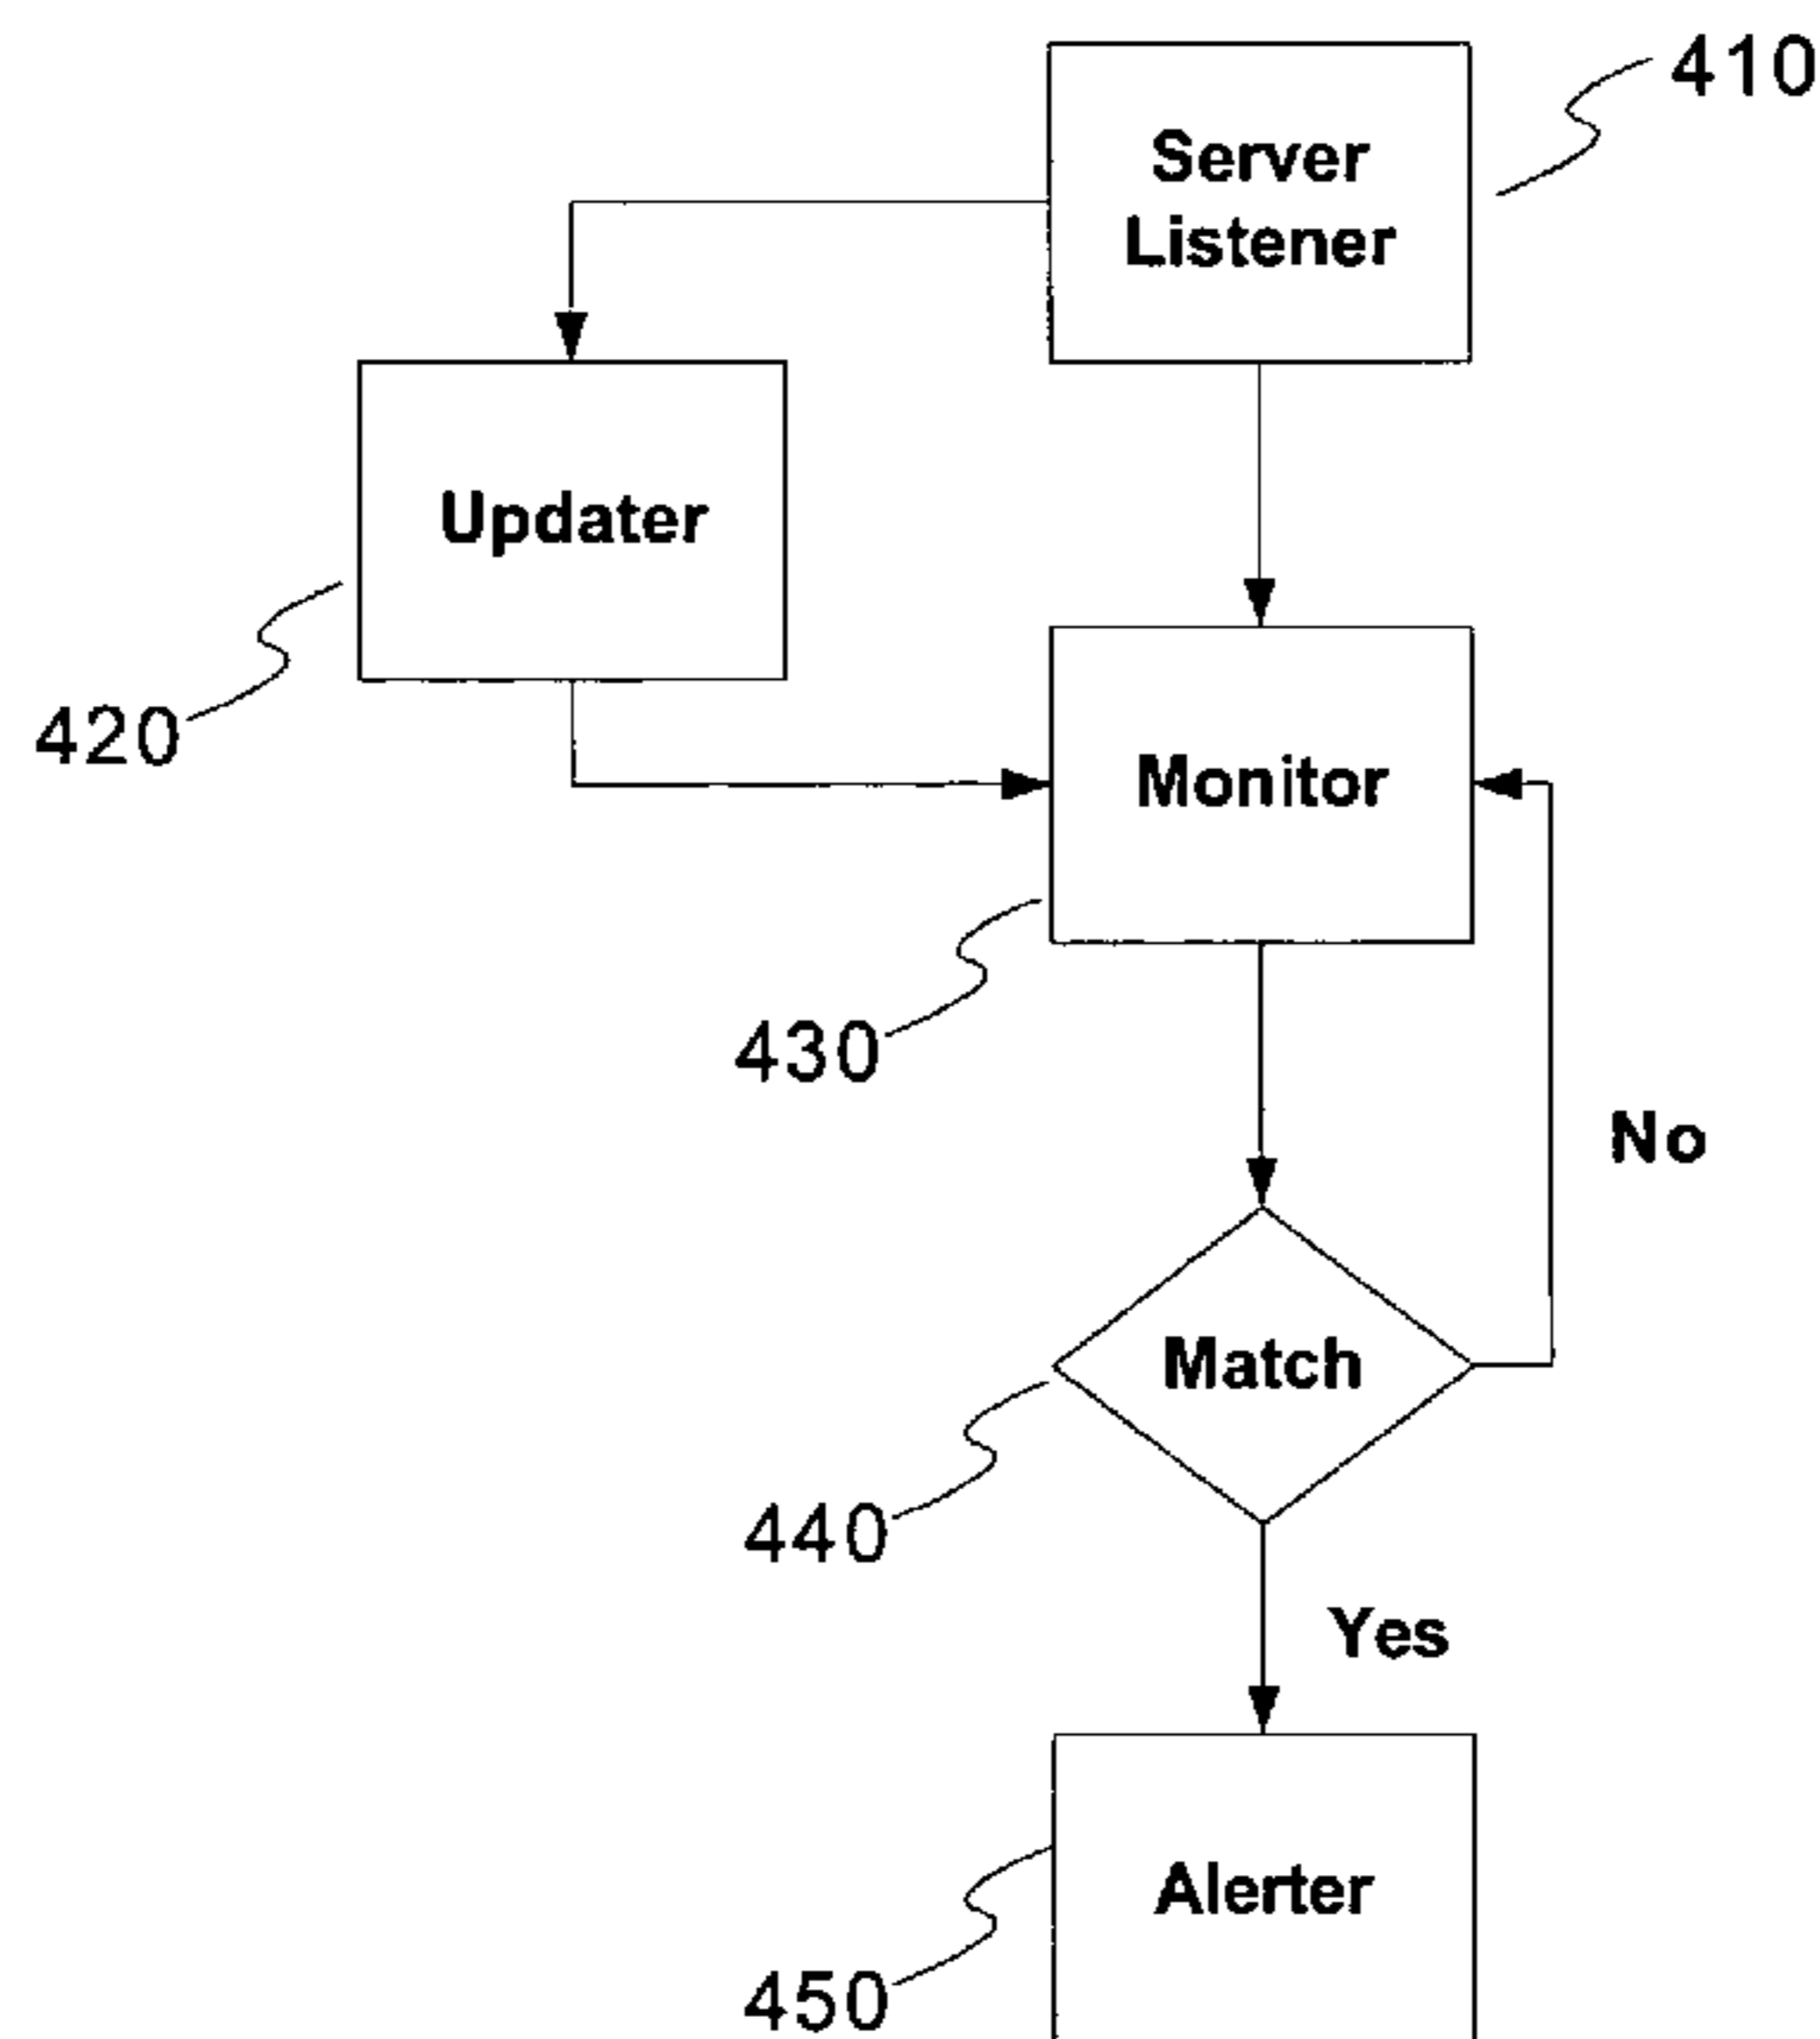 410
Server
Listener
Updater
420
Monitor
430
No
Match
440
Yes
Alerter
450